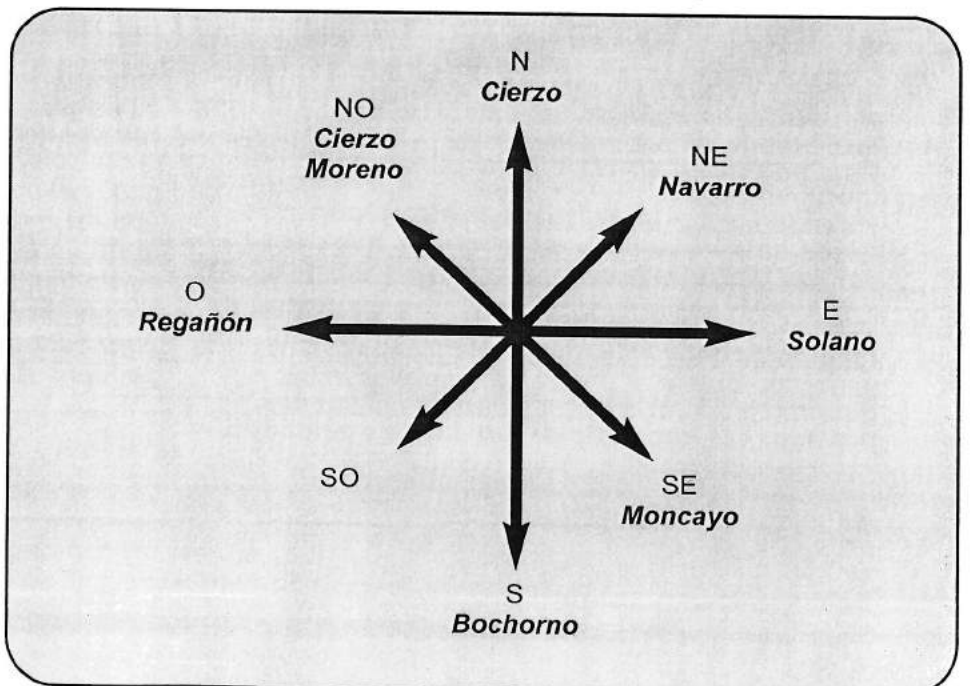 N
Cierzo
NO
Cierzo
Moreno
NE
Navarro
O
Regañón
E
Solano
SO
SE
Moncayo
S
Bochorno